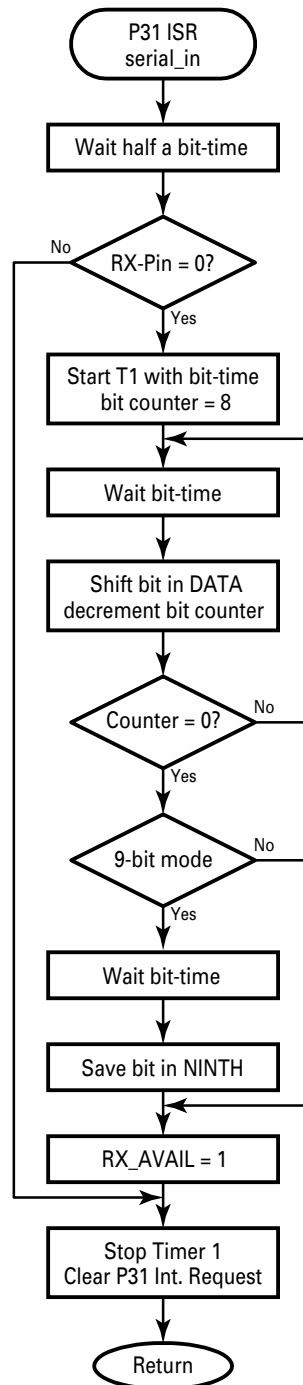 P31 ISR
serial_in
Wait half a bit-time
No
RX-Pin = 0?
Yes
Start T1 with bit-time
bit counter = 8
Wait bit-time
Shift bit in DATA
decrement bit counter
No
Counter = 0?
Yes
No
9-bit mode
Yes
Wait bit-time
Save bit in NINTH
RX_AVAIL = 1
Stop Timer 1
Clear P31 Int. Request
Return